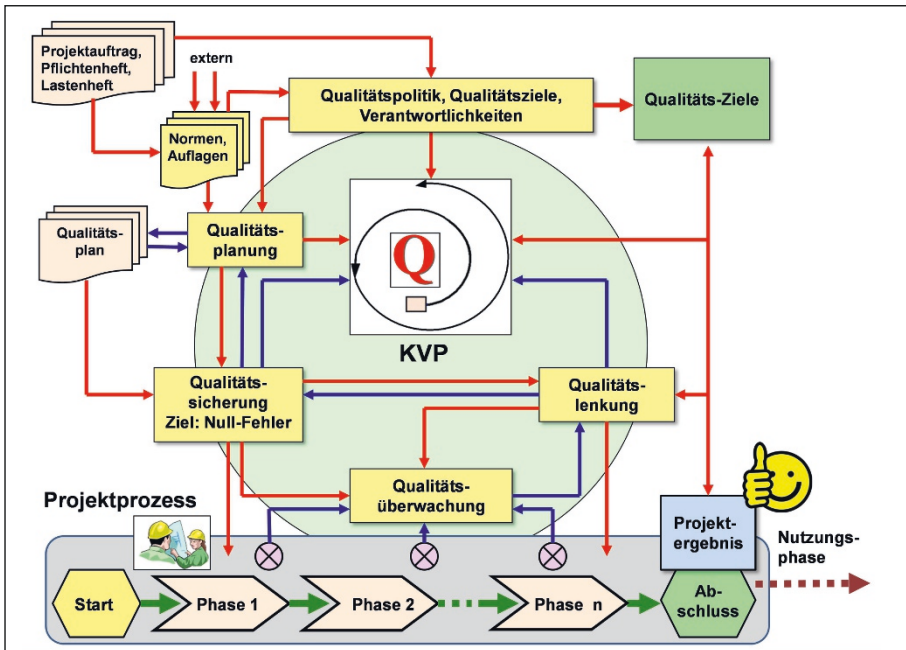 Projektauftrag,
Pflichtenheft,
Lastenheft
extern
Normen,
Auflagen
Qualitätspolitik, Qualitätsziele,
Verantwortlichkeiten
Qualitäts-Ziele
Qualitäts-
plan
Qualitäts-
planung
Q
KVP
Qualitäts-
sicherung
Ziel: Null-Fehler
Qualitäts-
lenkung
Qualitäts-
überwachung
Projektprozess
Projekt-
ergebnis
Nutzungs-
phase
Start
Phase 1
Phase 2
Phase n
Ab-
schluss